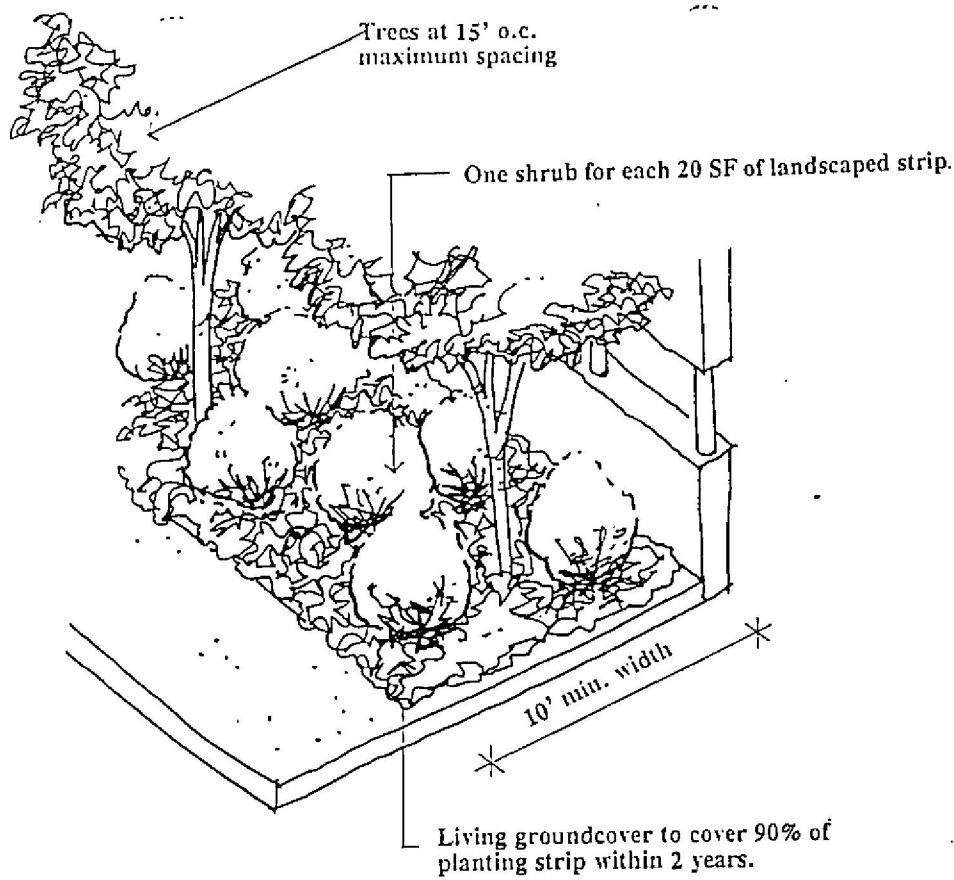 Trees at 15' o.c.
maximum spacing
One shrub for each 20 SF of landscaped strip.
10' min. width
Living groundcover to cover 90% of
planting strip within 2 years.